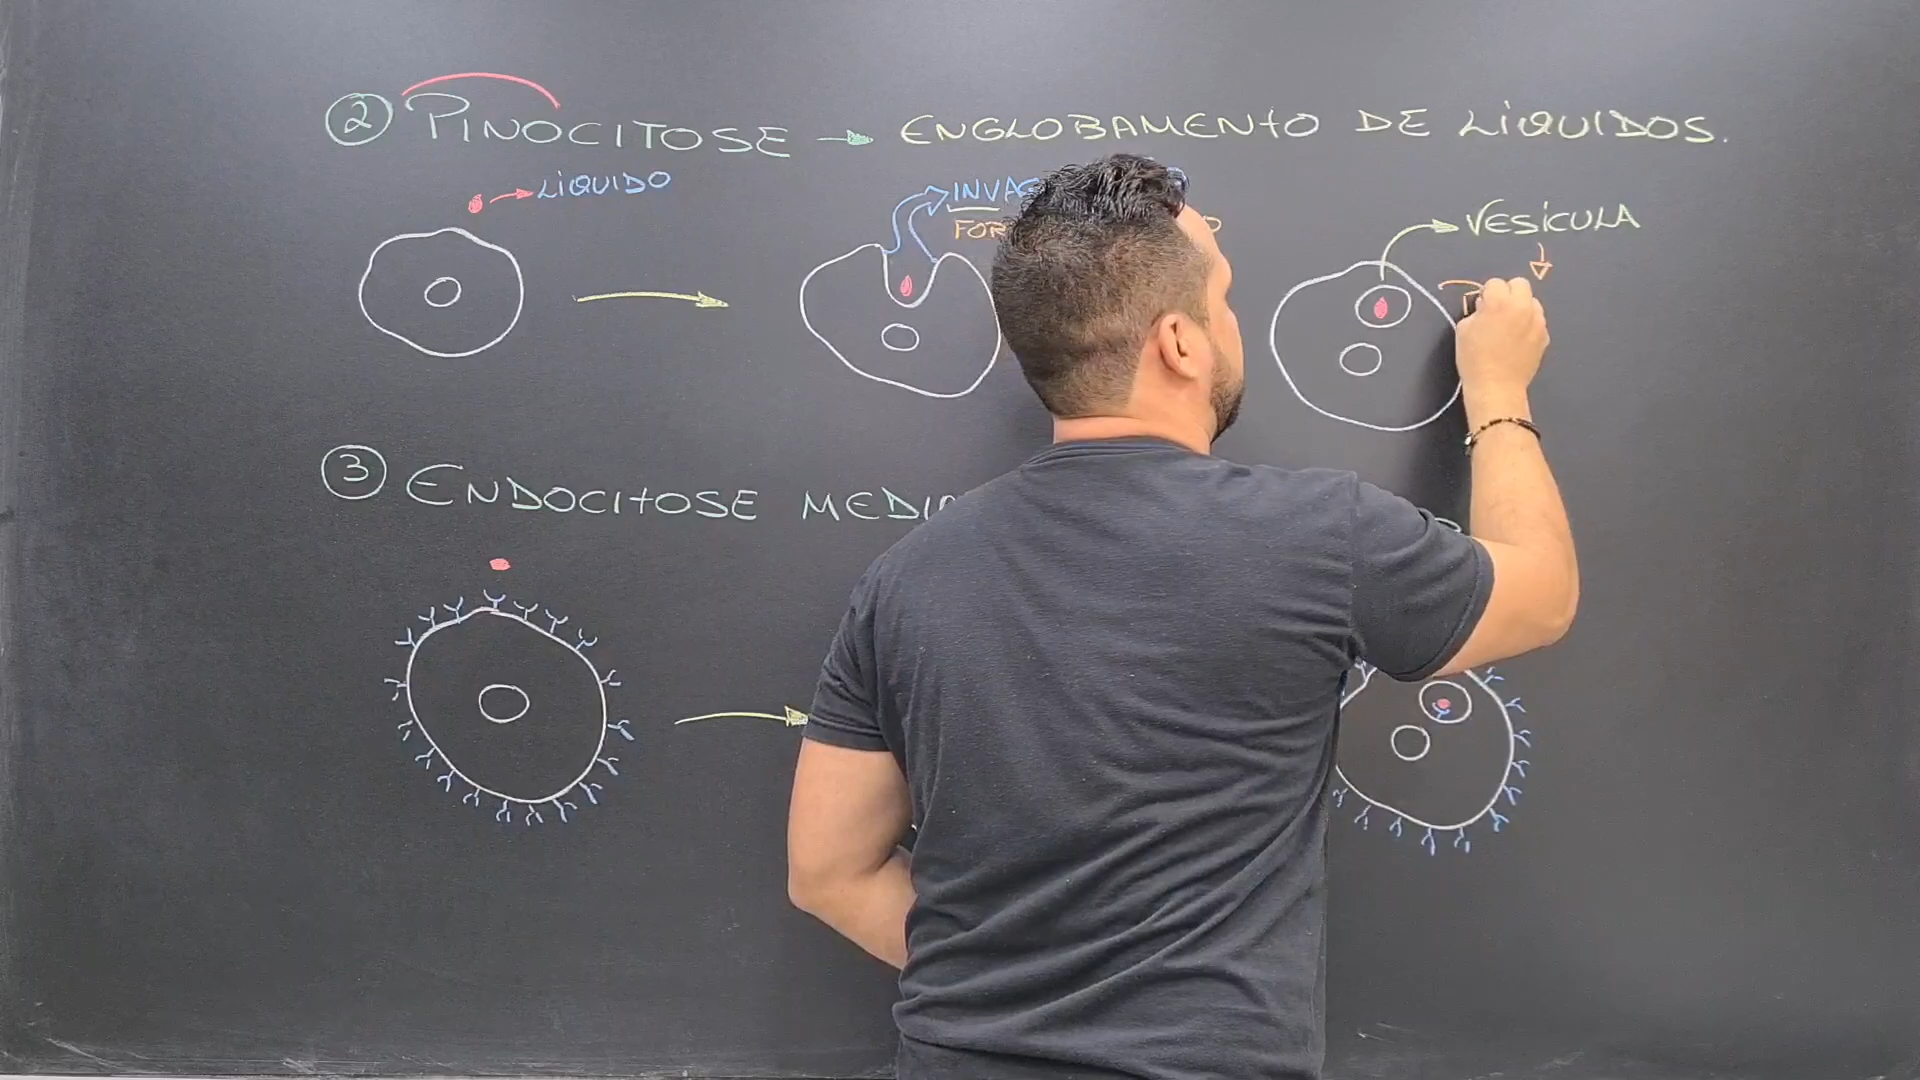 ② PINOCITOSE → ENGLOBAMENTO DE LÍQUIDOS.
LÍQUIDO
VESÍCULA
③ ENDOCITOSE